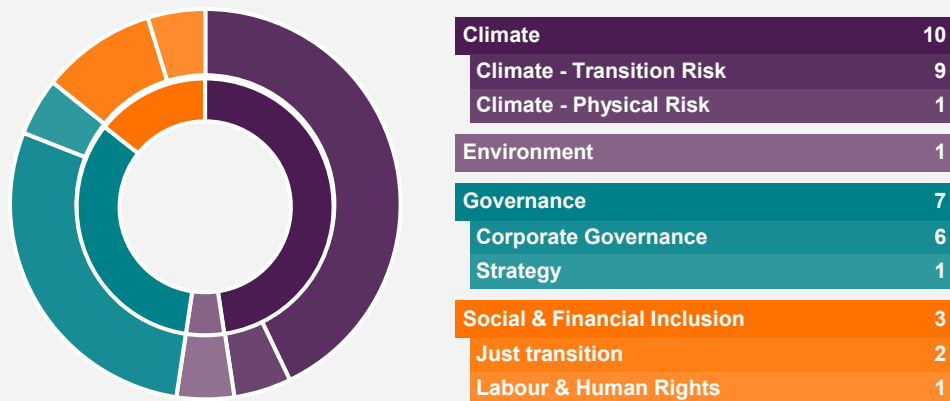 Climate 10
Climate - Transition Risk 9
Climate - Physical Risk 1
Environment 1
Governance 7
Corporate Governance 6
Strategy 1
Social & Financial Inclusion 3
Just transition 2
Labour & Human Rights 1